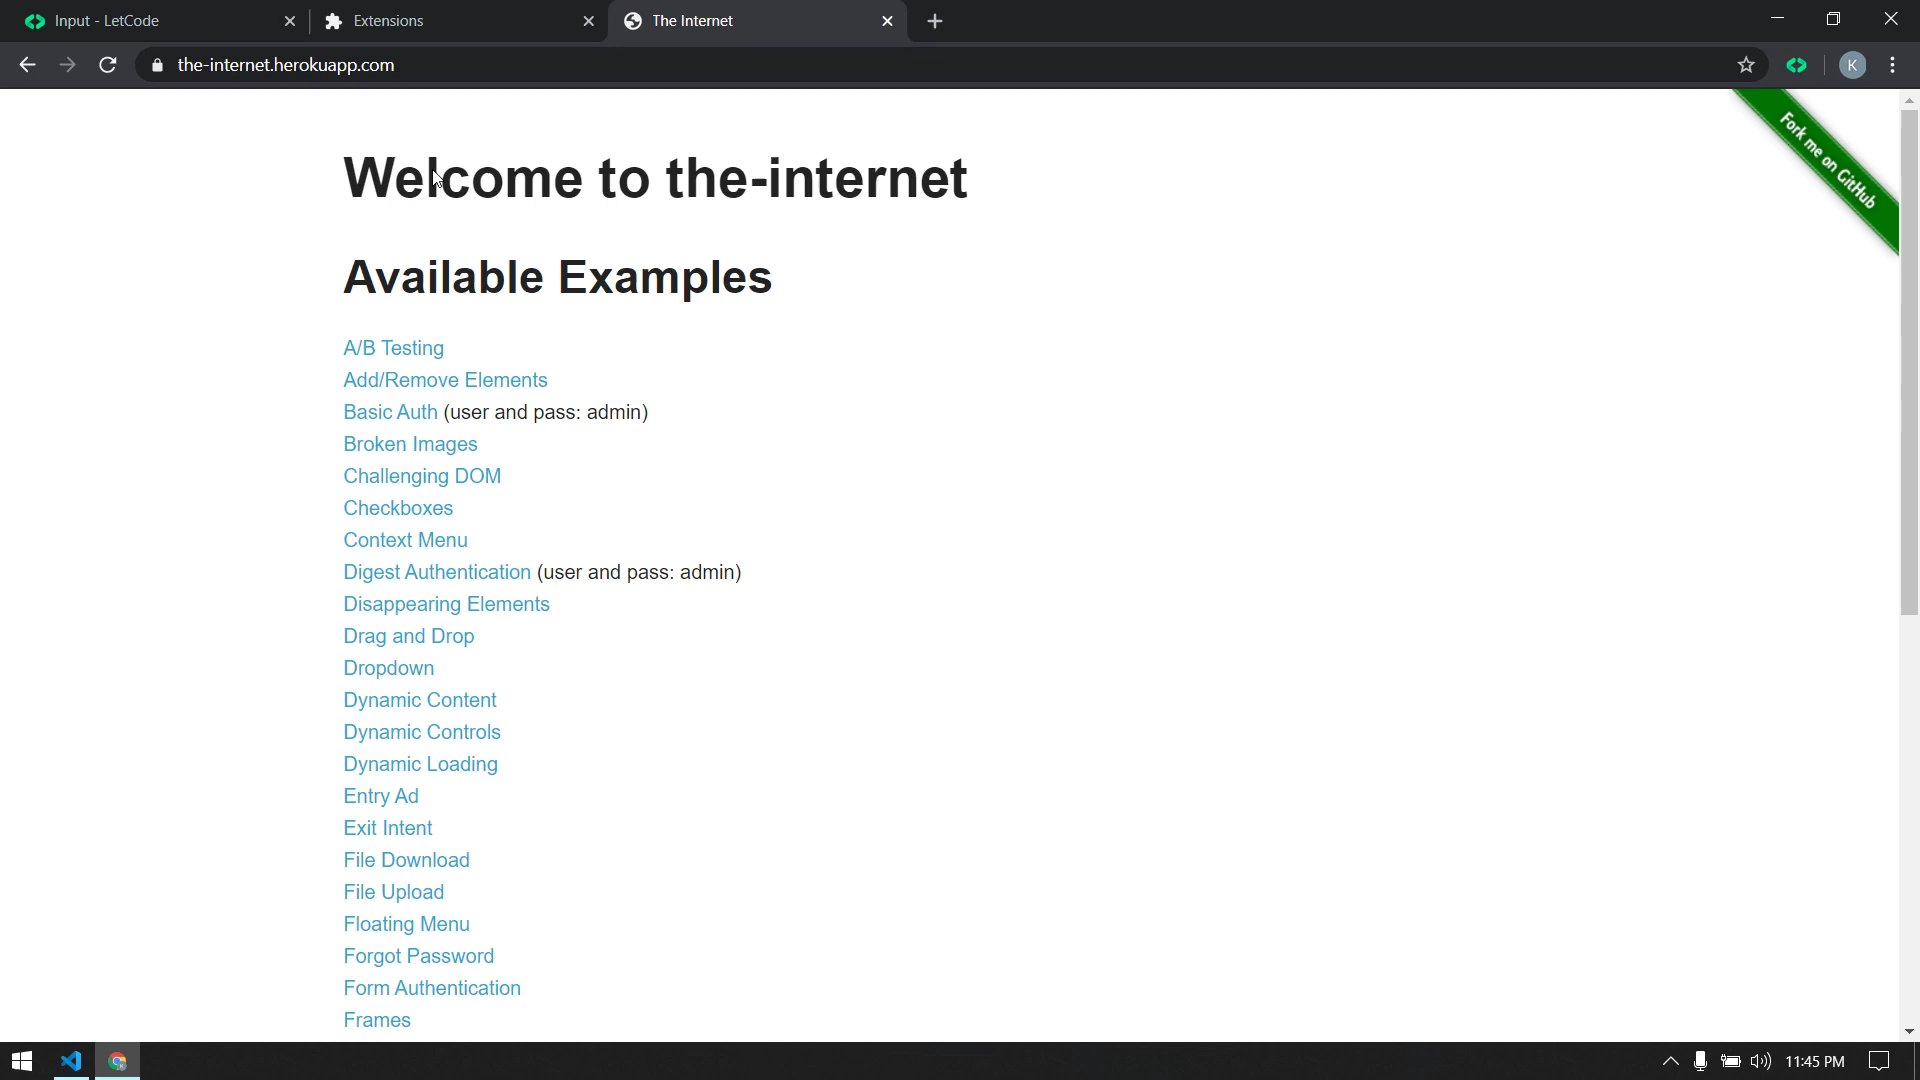 Input - LetCode
Extensions
The Internet
the-internet.herokuapp.com
K
Fork me on GitHub
Welcome to the-internet
Available Examples
A/B Testing
Add/Remove Elements
Basic Auth (user and pass: admin)
Broken Images
Challenging DOM
Checkboxes
Context Menu
Digest Authentication (user and pass: admin)
Disappearing Elements
Drag and Drop
Dropdown
Dynamic Content
Dynamic Controls
Dynamic Loading
Entry Ad
Exit Intent
File Download
File Upload
Floating Menu
Forgot Password
Form Authentication
Frames
11:45 PM